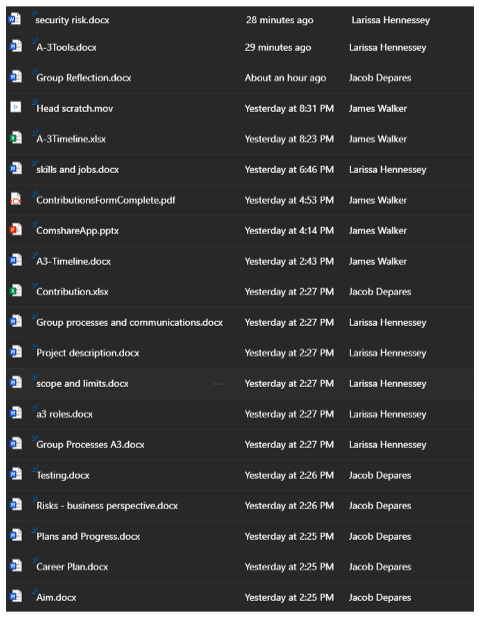 security risk.docx 28 minutes ago Larissa Hennessey
A-3Tools.docx 29 minutes ago Larissa Hennessey
Group Reflection.docx About an hour ago Jacob Depares
Head scratch.mov Yesterday at 8:31 PM James Walker
A-3Timeline.xlsx Yesterday at 8:23 PM James Walker
skills and jobs.docx Yesterday at 6:46 PM Larissa Hennessey
ContributionsFormComplete.pdf Yesterday at 4:53 PM James Walker
ComshareApp.pptx Yesterday at 4:14 PM James Walker
A3-Timeline.docx Yesterday at 2:43 PM James Walker
Contribution.xlsx Yesterday at 2:27 PM Jacob Depares
Group processes and communications.docx Yesterday at 2:27 PM Larissa Hennessey
Project description.docx Yesterday at 2:27 PM Larissa Hennessey
scope and limits.docx ... Yesterday at 2:27 PM Larissa Hennessey
a3 roles.docx Yesterday at 2:27 PM Larissa Hennessey
Group Processes A3.docx Yesterday at 2:27 PM Larissa Hennessey
Testing.docx Yesterday at 2:26 PM Jacob Depares
Risks - business perspective.docx Yesterday at 2:26 PM Jacob Depares
Plans and Progress.docx Yesterday at 2:25 PM Jacob Depares
Career Plan.docx Yesterday at 2:25 PM Jacob Depares
Aim.docx Yesterday at 2:25 PM Jacob Depares